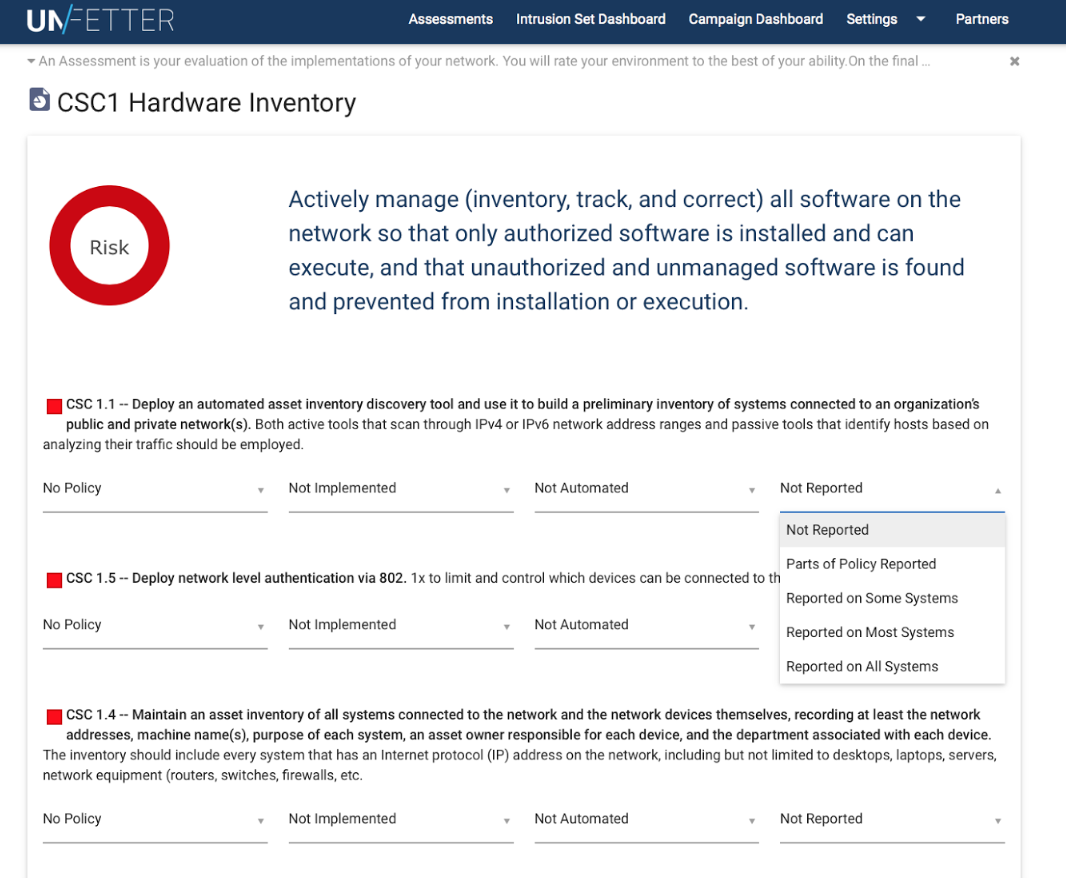 UNFETTER
Assessments Intrusion Set Dashboard Campaign Dashboard Settings Partners
An Assessment is your evaluation of the implementations of your network. You will rate your environment to the best of your ability.On the final ...
CSC1 Hardware Inventory
Risk
Actively manage (inventory, track, and correct) all software on the
network so that only authorized software is installed and can
execute, and that unauthorized and unmanaged software is found
and prevented from installation or execution.
CSC 1.1 -- Deploy an automated asset inventory discovery tool and use it to build a preliminary inventory of systems connected to an organization's
public and private network(s). Both active tools that scan through IPv4 or IPv6 network address ranges and passive tools that identify hosts based on
analyzing their traffic should be employed.
No Policy Not Implemented Not Automated Not Reported
Not Reported
Parts of Policy Reported
Reported on Some Systems
Reported on Most Systems
Reported on All Systems
CSC 1.5 -- Deploy network level authentication via 802. 1x to limit and control which devices can be connected to th
No Policy Not Implemented Not Automated
CSC 1.4 -- Maintain an asset inventory of all systems connected to the network and the network devices themselves, recording at least the network
addresses, machine name(s), purpose of each system, an asset owner responsible for each device, and the department associated with each device.
The inventory should include every system that has an Internet protocol (IP) address on the network, including but not limited to desktops, laptops, servers,
network equipment (routers, switches, firewalls, etc.
No Policy Not Implemented Not Automated Not Reported